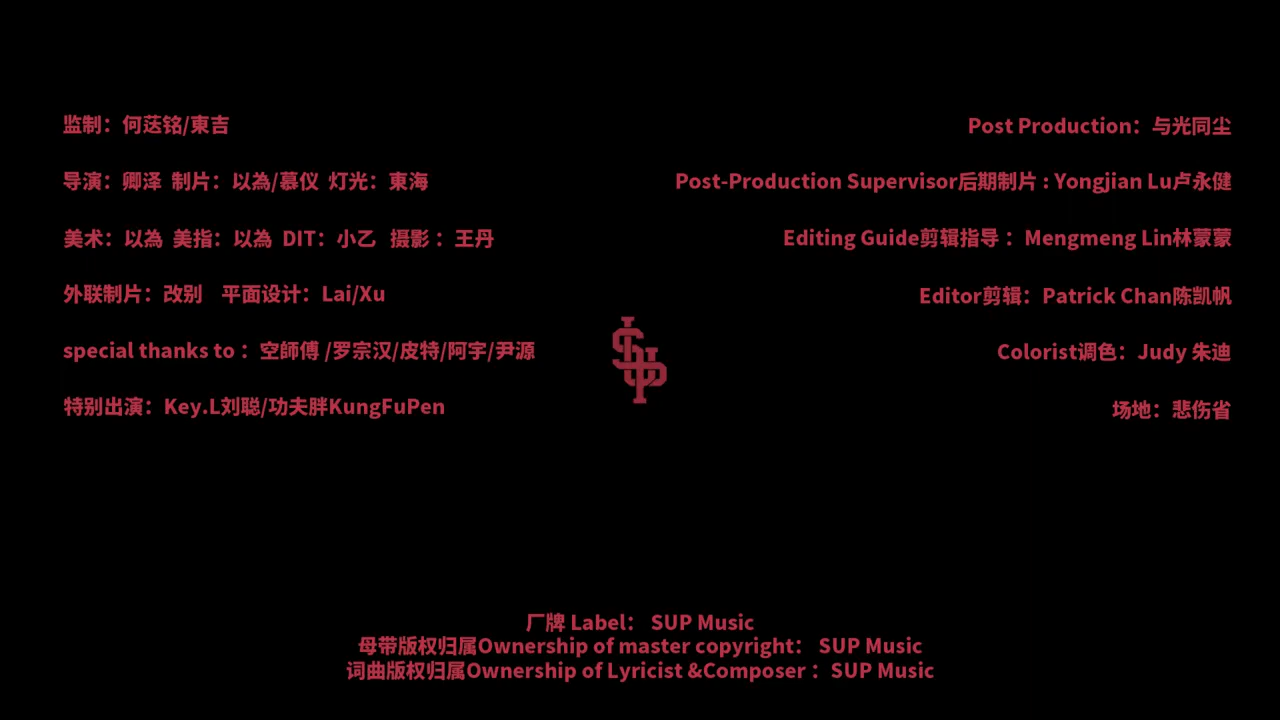 监制：何荙铭/東吉
导演：卿泽 制片：以為/慕仪 灯光：東海
美术：以為 美指：以為 DIT：小乙 摄影：王丹
外联制片：改别 平面设计：Lai/Xu
special thanks to：空師傅 /罗宗汉/皮特/阿宇/尹源
特别出演：Key.L刘聪/功夫胖KungFuPen
Post Production：与光同尘
Post-Production Supervisor后期制片：Yongjian Lu卢永健
Editing Guide剪辑指导：Mengmeng Lin林蒙蒙
Editor剪辑：Patrick Chan陈凯帆
Colorist调色：Judy 朱迪
场地：悲伤省
SUP
厂牌 Label： SUP Music
母带版权归属Ownership of master copyright： SUP Music
词曲版权归属Ownership of Lyricist &Composer：SUP Music